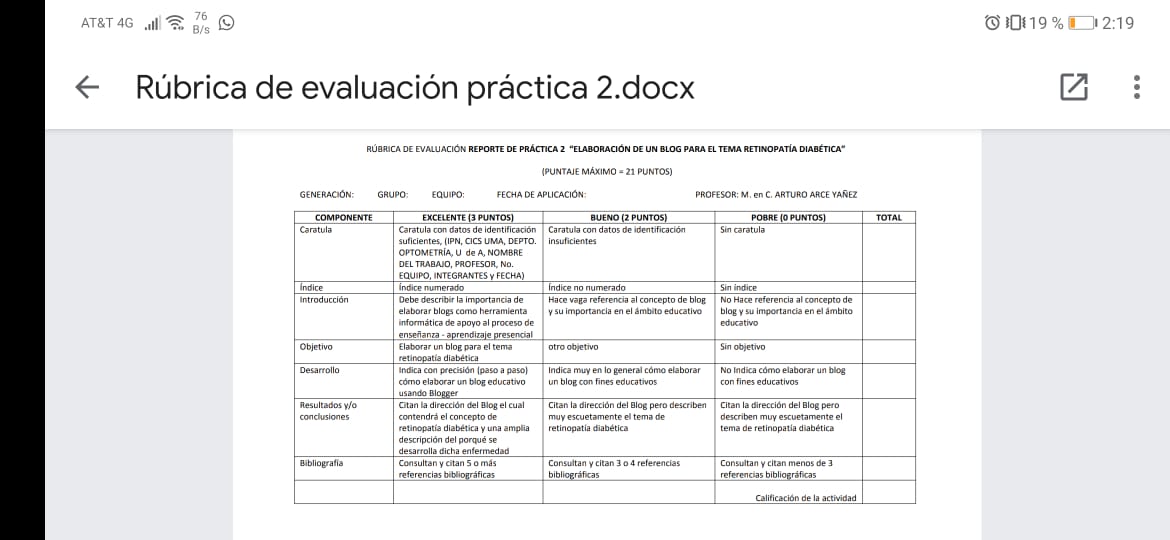 AT&T 4G 76 B/s 19 % 2:19
Rúbrica de evaluación práctica 2.docx
RÚBRICA DE EVALUACIÓN REPORTE DE PRÁCTICA 2 “ELABORACIÓN DE UN BLOG PARA EL TEMA RETINOPATÍA DIABÉTICA”
(PUNTAJE MÁXIMO = 21 PUNTOS)
GENERACIÓN: GRUPO: EQUIPO: FECHA DE APLICACIÓN: PROFESOR: M. en C. ARTURO ARCE YAÑEZ
COMPONENTE EXCELENTE (3 PUNTOS) BUENO (2 PUNTOS) POBRE (0 PUNTOS) TOTAL
Caratula Caratula con datos de identificación Caratula con datos de identificación Sin caratula
suficientes, (IPN, CICS UMA, DEPTO. insuficientes
OPTOMETRÍA, U de A, NOMBRE
DEL TRABAJO, PROFESOR, No.
EQUIPO, INTEGRANTES y FECHA)
Índice Índice numerado Índice no numerado Sin índice
Introducción Debe describir la importancia de Hace vaga referencia al concepto de blog No Hace referencia al concepto de
elaborar blogs como herramienta y su importancia en el ámbito educativo blog y su importancia en el ámbito
informática de apoyo al proceso de educativo
enseñanza - aprendizaje presencial
Objetivo Elaborar un blog para el tema otro objetivo Sin objetivo
retinopatía diabética
Desarrollo Indica con precisión (paso a paso) Indica muy en lo general cómo elaborar No Indica cómo elaborar un blog
cómo elaborar un blog educativo un blog con fines educativos con fines educativos
usando Blogger
Resultados y/o Citan la dirección del Blog el cual Citan la dirección del Blog pero describen Citan la dirección del Blog pero
conclusiones contendrá el concepto de muy escuetamente el tema de describen muy escuetamente el
retinopatía diabética y una amplia retinopatía diabética tema de retinopatía diabética
descripción del porqué se
desarrolla dicha enfermedad
Bibliografía Consultan y citan 5 o más Consultan y citan 3 o 4 referencias Consultan y citan menos de 3
referencias bibliográficas bibliográficas referencias bibliográficas
Calificación de la actividad